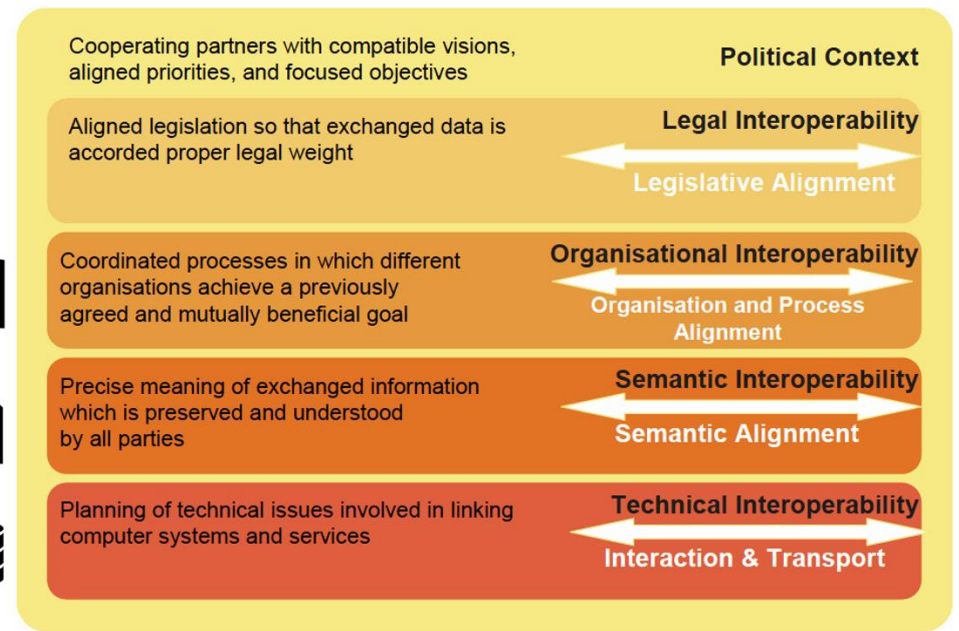 Cooperating partners with compatible visions,
aligned priorities, and focused objectives
Political Context
Aligned legislation so that exchanged data is
accorded proper legal weight
Legal Interoperability
Legislative Alignment
Coordinated processes in which different
organisations achieve a previously
agreed and mutually beneficial goal
Organisational Interoperability
Organisation and Process
Alignment
Precise meaning of exchanged information
which is preserved and understood
by all parties
Semantic Interoperability
Semantic Alignment
Planning of technical issues involved in linking
computer systems and services
Technical Interoperability
Interaction & Transport